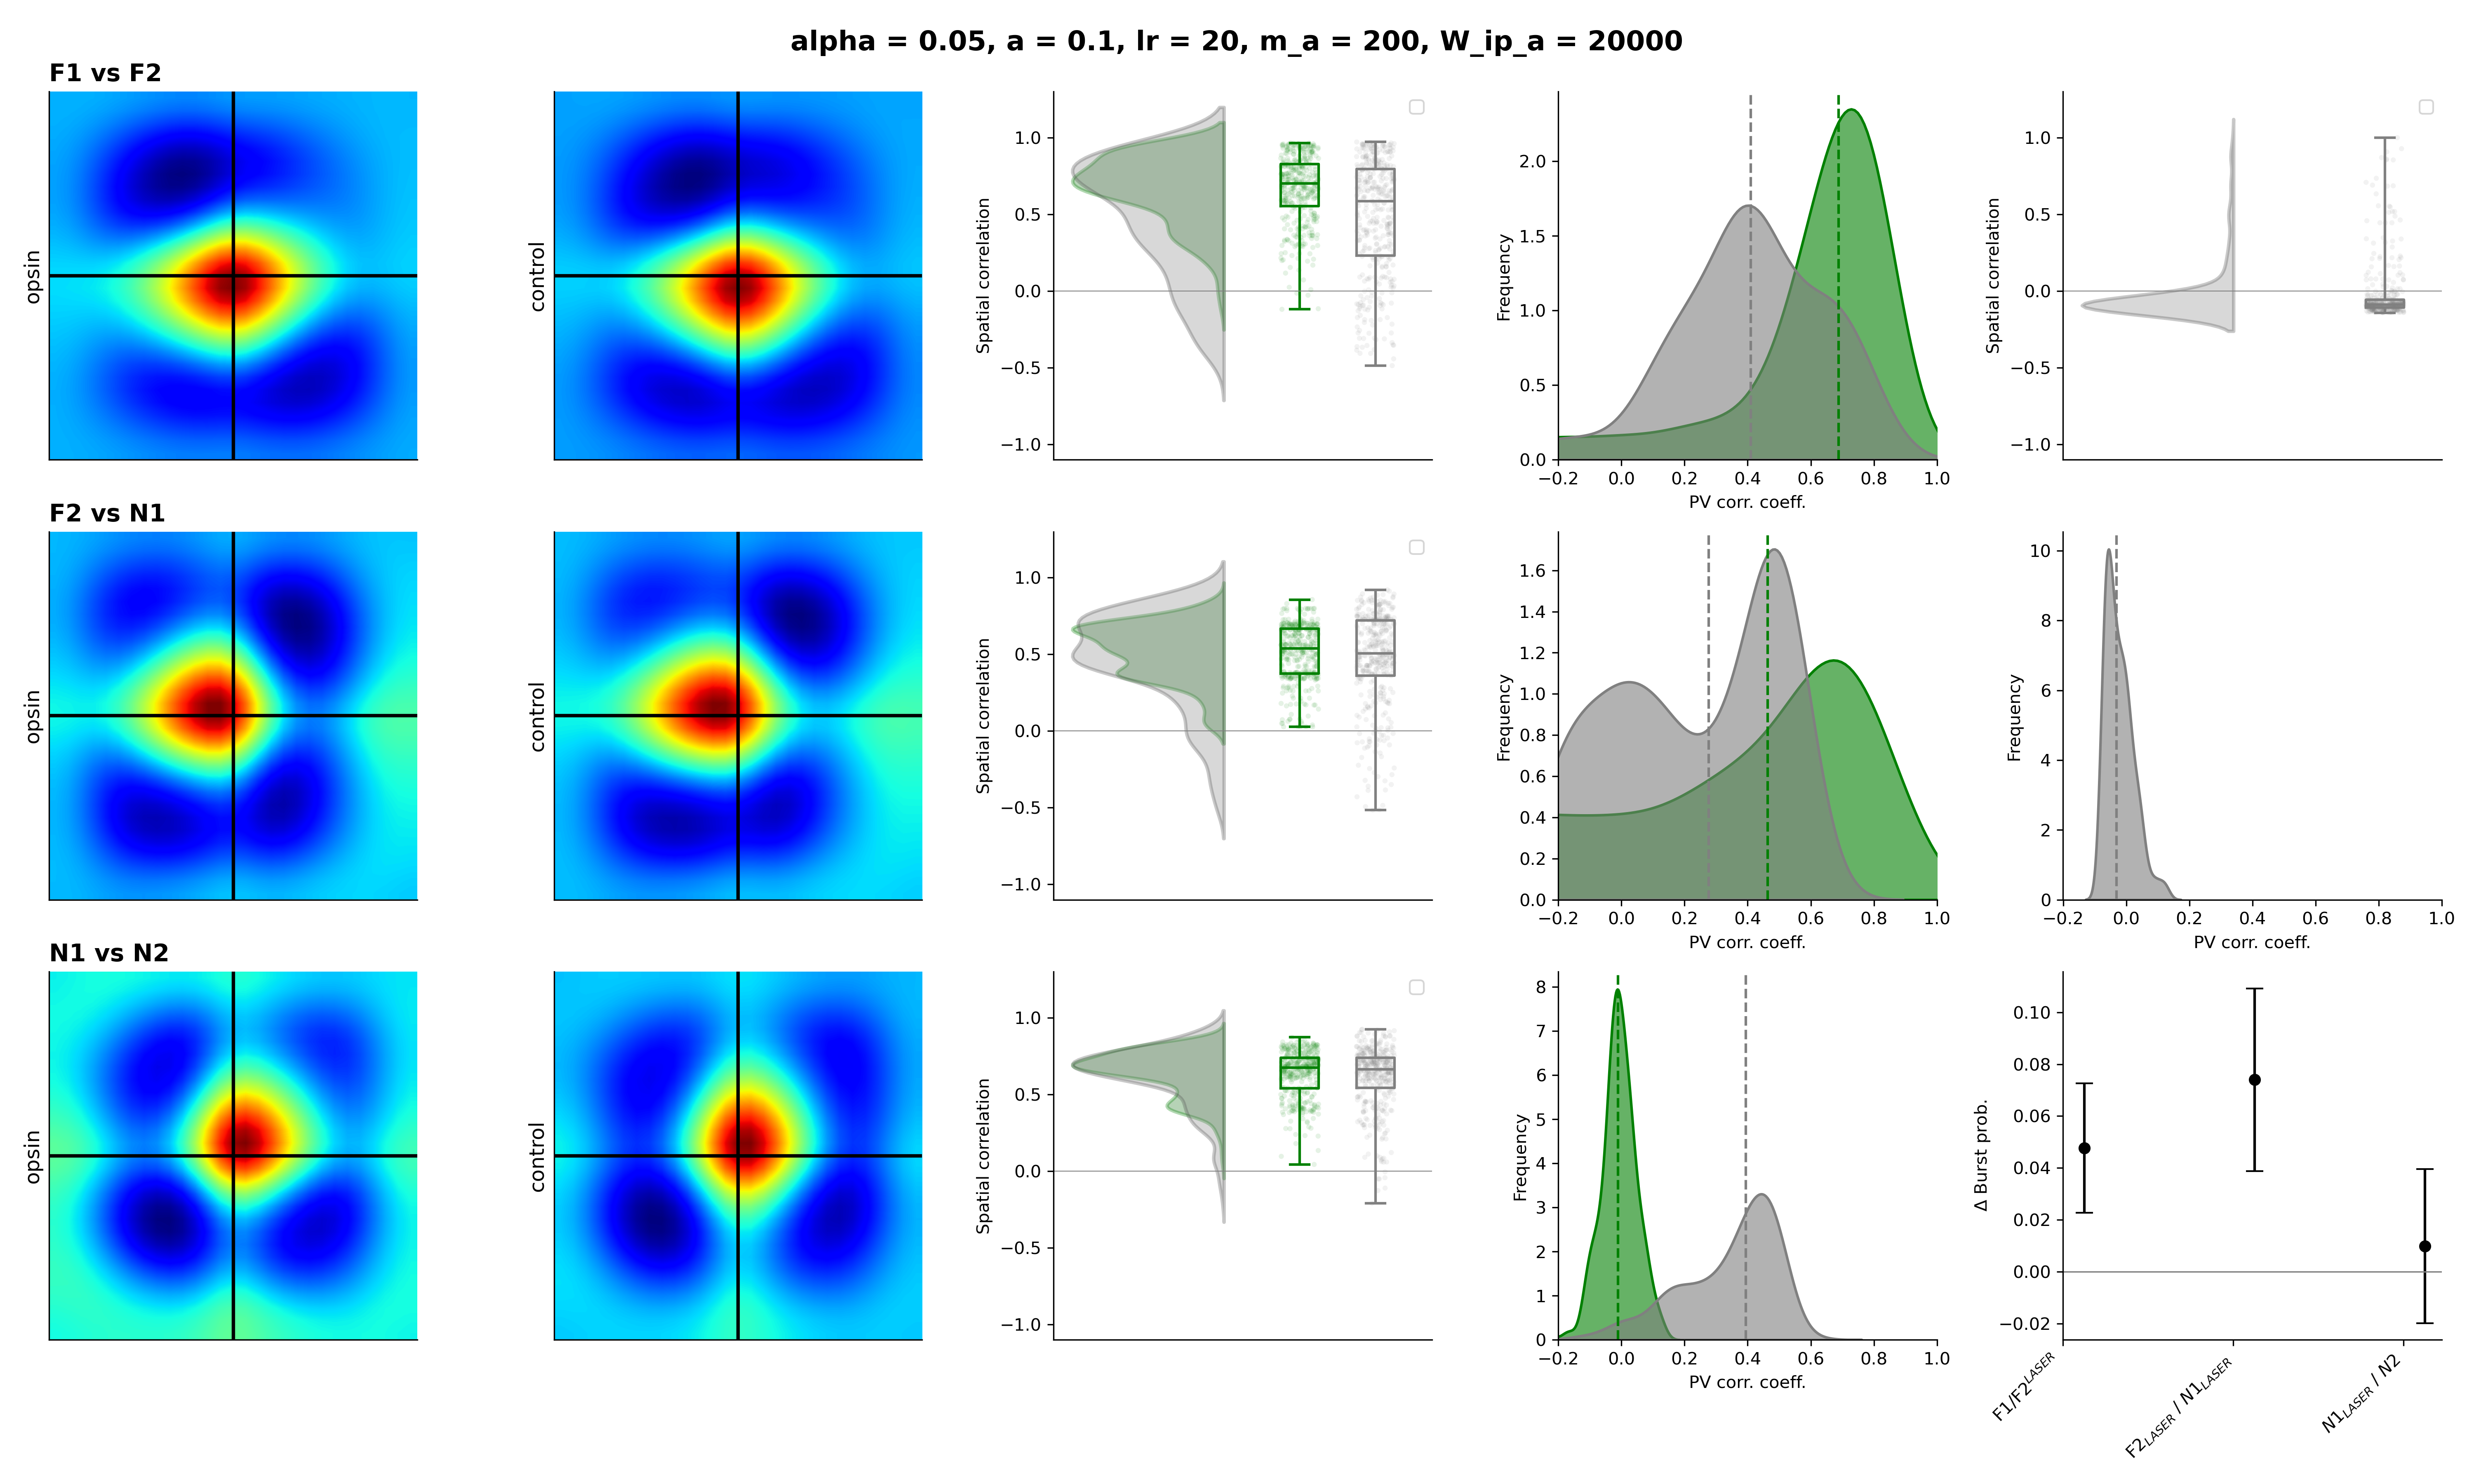 alpha = 0.05, a = 0.1, lr = 20, m_a = 200, W_ip_a = 20000
F1 vs F2
opsin
control
Spatial correlation
1.0
0.5
0.0
−0.5
−1.0
Frequency
2.0
1.5
1.0
0.5
0.0
−0.2 0.0 0.2 0.4 0.6 0.8 1.0
PV corr. coeff.
Spatial correlation
1.0
0.5
0.0
−0.5
−1.0
F2 vs N1
opsin
control
Spatial correlation
1.0
0.5
0.0
−0.5
−1.0
Frequency
1.6
1.4
1.2
1.0
0.8
0.6
0.4
0.2
0.0
−0.2 0.0 0.2 0.4 0.6 0.8 1.0
PV corr. coeff.
Frequency
10
8
6
4
2
0
−0.2 0.0 0.2 0.4 0.6 0.8 1.0
PV corr. coeff.
N1 vs N2
opsin
control
Spatial correlation
1.0
0.5
0.0
−0.5
−1.0
Frequency
8
7
6
5
4
3
2
1
0
−0.2 0.0 0.2 0.4 0.6 0.8 1.0
PV corr. coeff.
Δ Burst prob.
0.10
0.08
0.06
0.04
0.02
0.00
−0.02
F1/F2^LASER
F2_LASER / N1_LASER
N1_LASER / N2